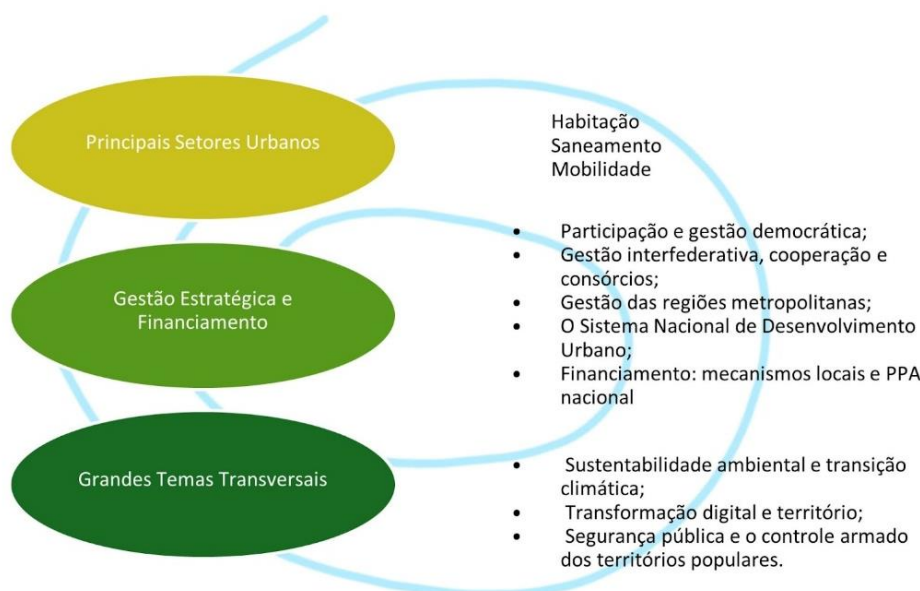 Principais Setores Urbanos
Habitação
Saneamento
Mobilidade
Gestão Estratégica e
Financiamento
• Participação e gestão democrática;
• Gestão interfederativa, cooperação e
consórcios;
• Gestão das regiões metropolitanas;
• O Sistema Nacional de Desenvolvimento
Urbano;
• Financiamento: mecanismos locais e PPA
nacional
Grandes Temas Transversais
• Sustentabilidade ambiental e transição
climática;
• Transformação digital e território;
• Segurança pública e o controle armado
dos territórios populares.